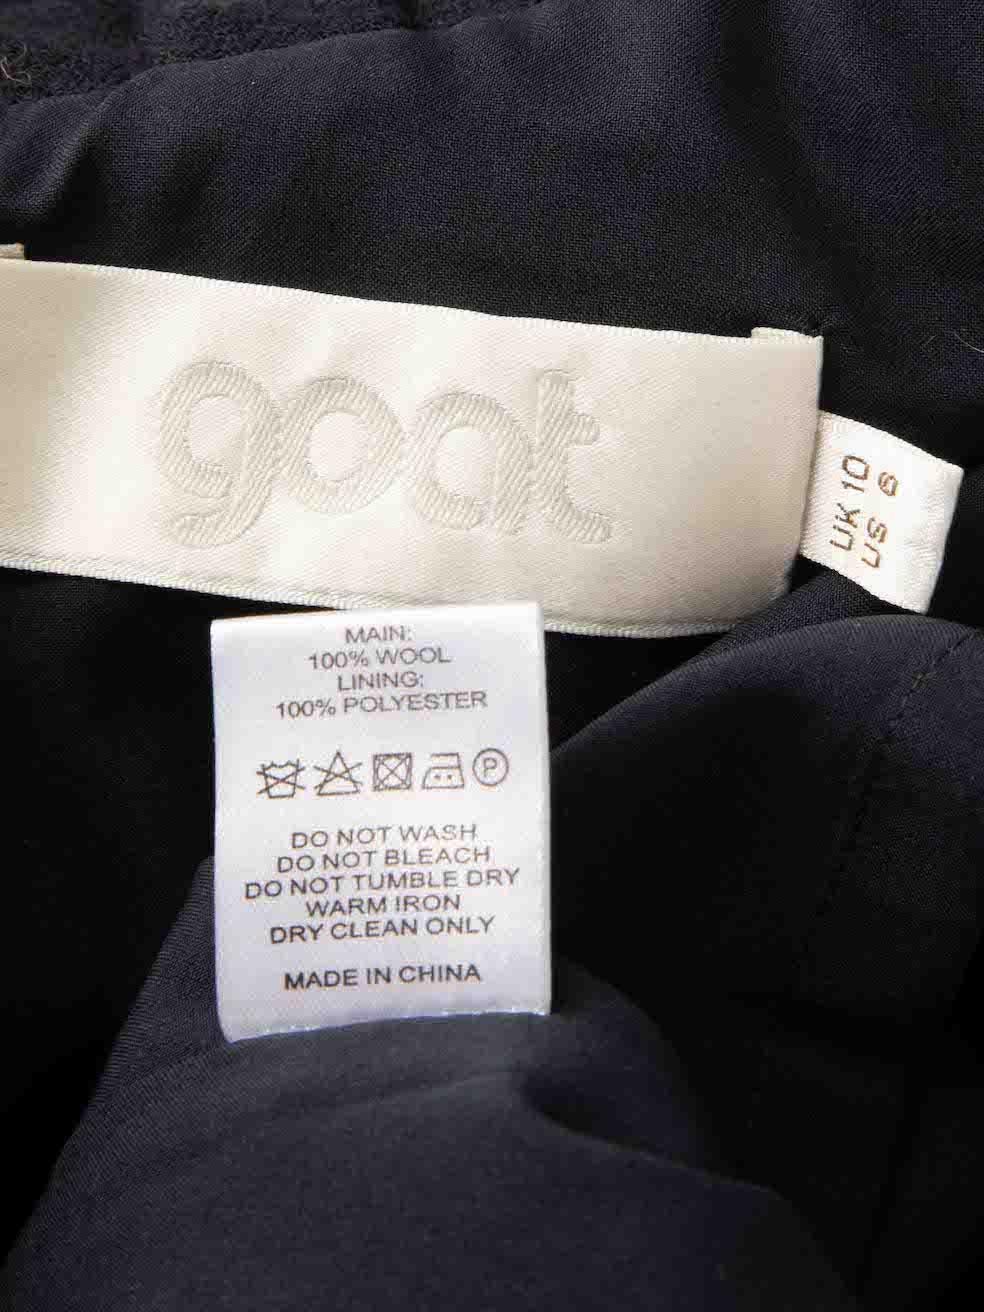 goat
UK 10
US 6
MAIN:
100% WOOL
LINING:
100% POLYESTER
P
DO NOT WASH
DO NOT BLEACH
DO NOT TUMBLE DRY
WARM IRON
DRY CLEAN ONLY
MADE IN CHINA